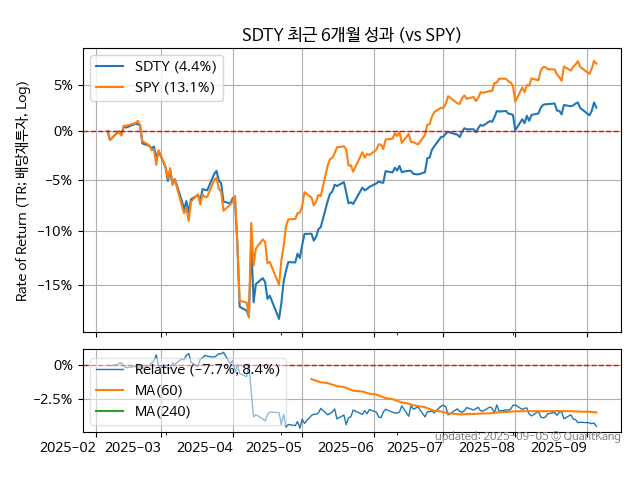 SDTY 최근 6개월 성과 (vs SPY)
SDTY (4.4%)
SPY (13.1%)
5%
0%
−5%
−10%
−15%
Rate of Return (TR: 배당재투자, Log)
0%
−2.5%
Relative (−7.7%, 8.4%)
MA(60)
MA(240)
2025−02 2025−03 2025−04 2025−05 2025−06 2025−07 2025−08 2025−09
updated: 2025-09-05 © QuantKang